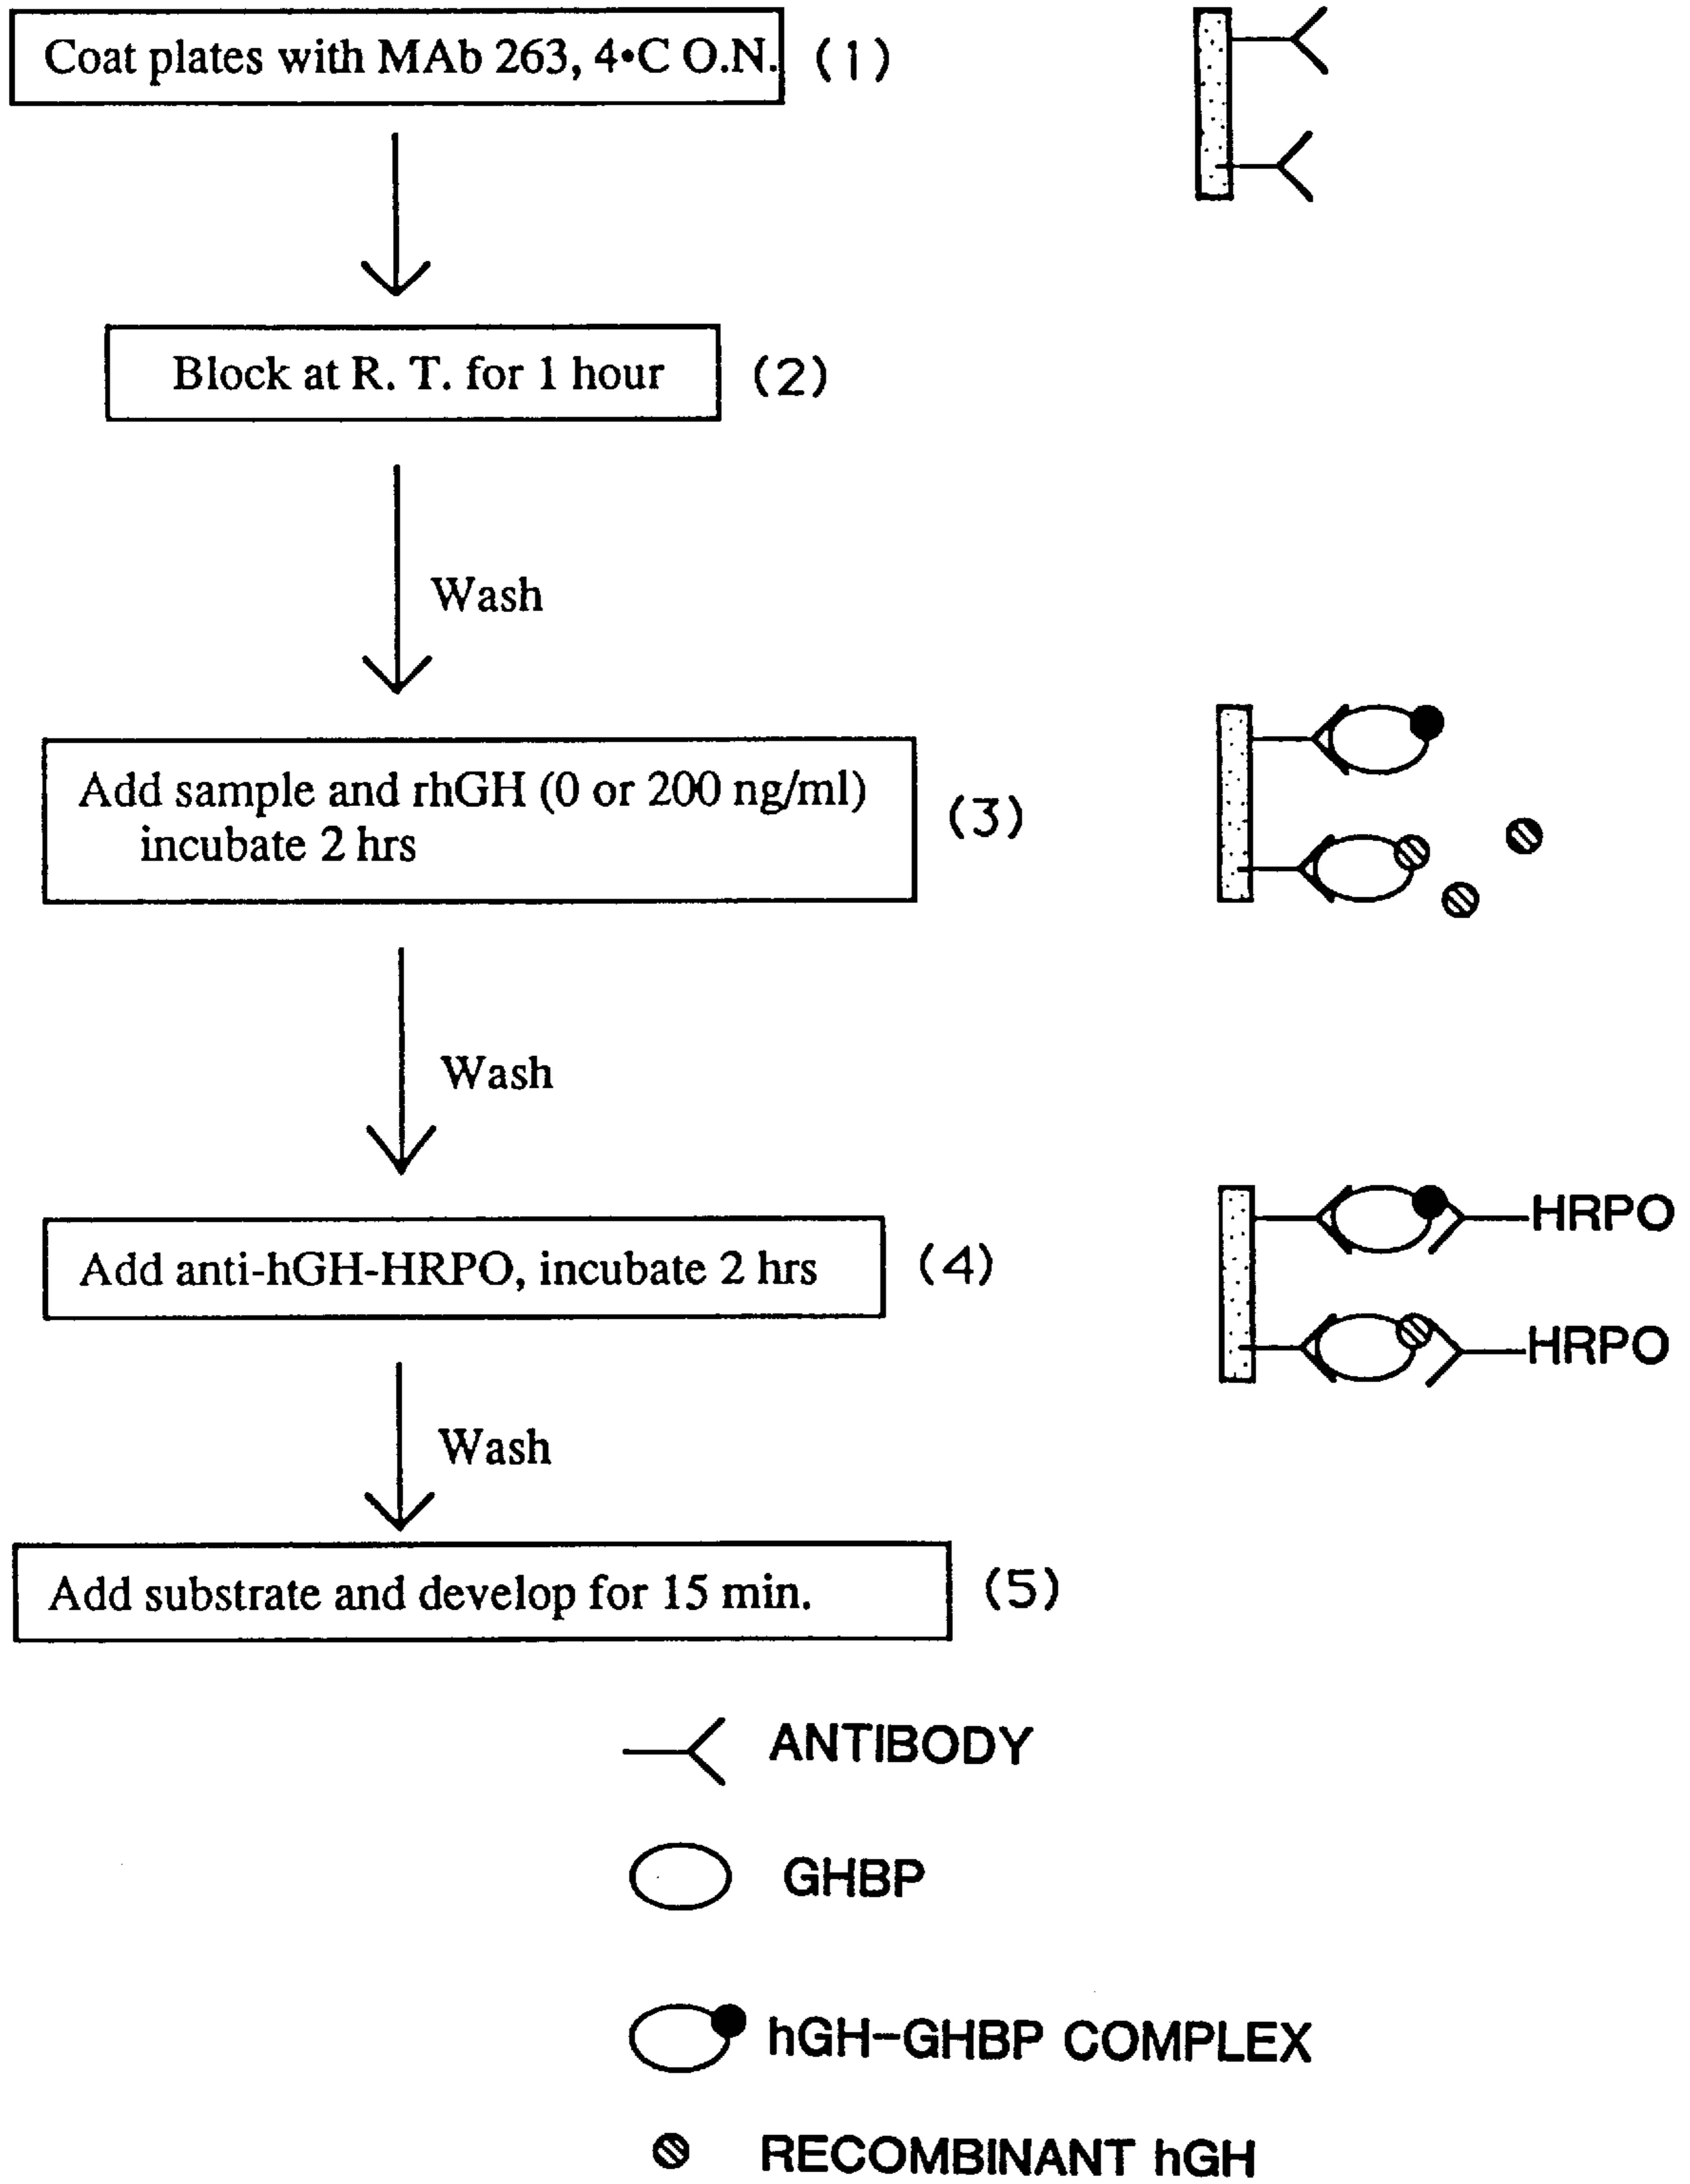 Coat plates with MAb 263, 4•C O.N. (1)
Block at R. T. for 1 hour (2)
Wash
Add sample and rhGH (0 or 200 ng/ml)
incubate 2 hrs
(3)
Wash
Add anti-hGH-HRPO, incubate 2 hrs (4)
HRPO
HRPO
Wash
Add substrate and develop for 15 min. (5)
ANTIBODY
GHBP
hGH-GHBP COMPLEX
RECOMBINANT hGH